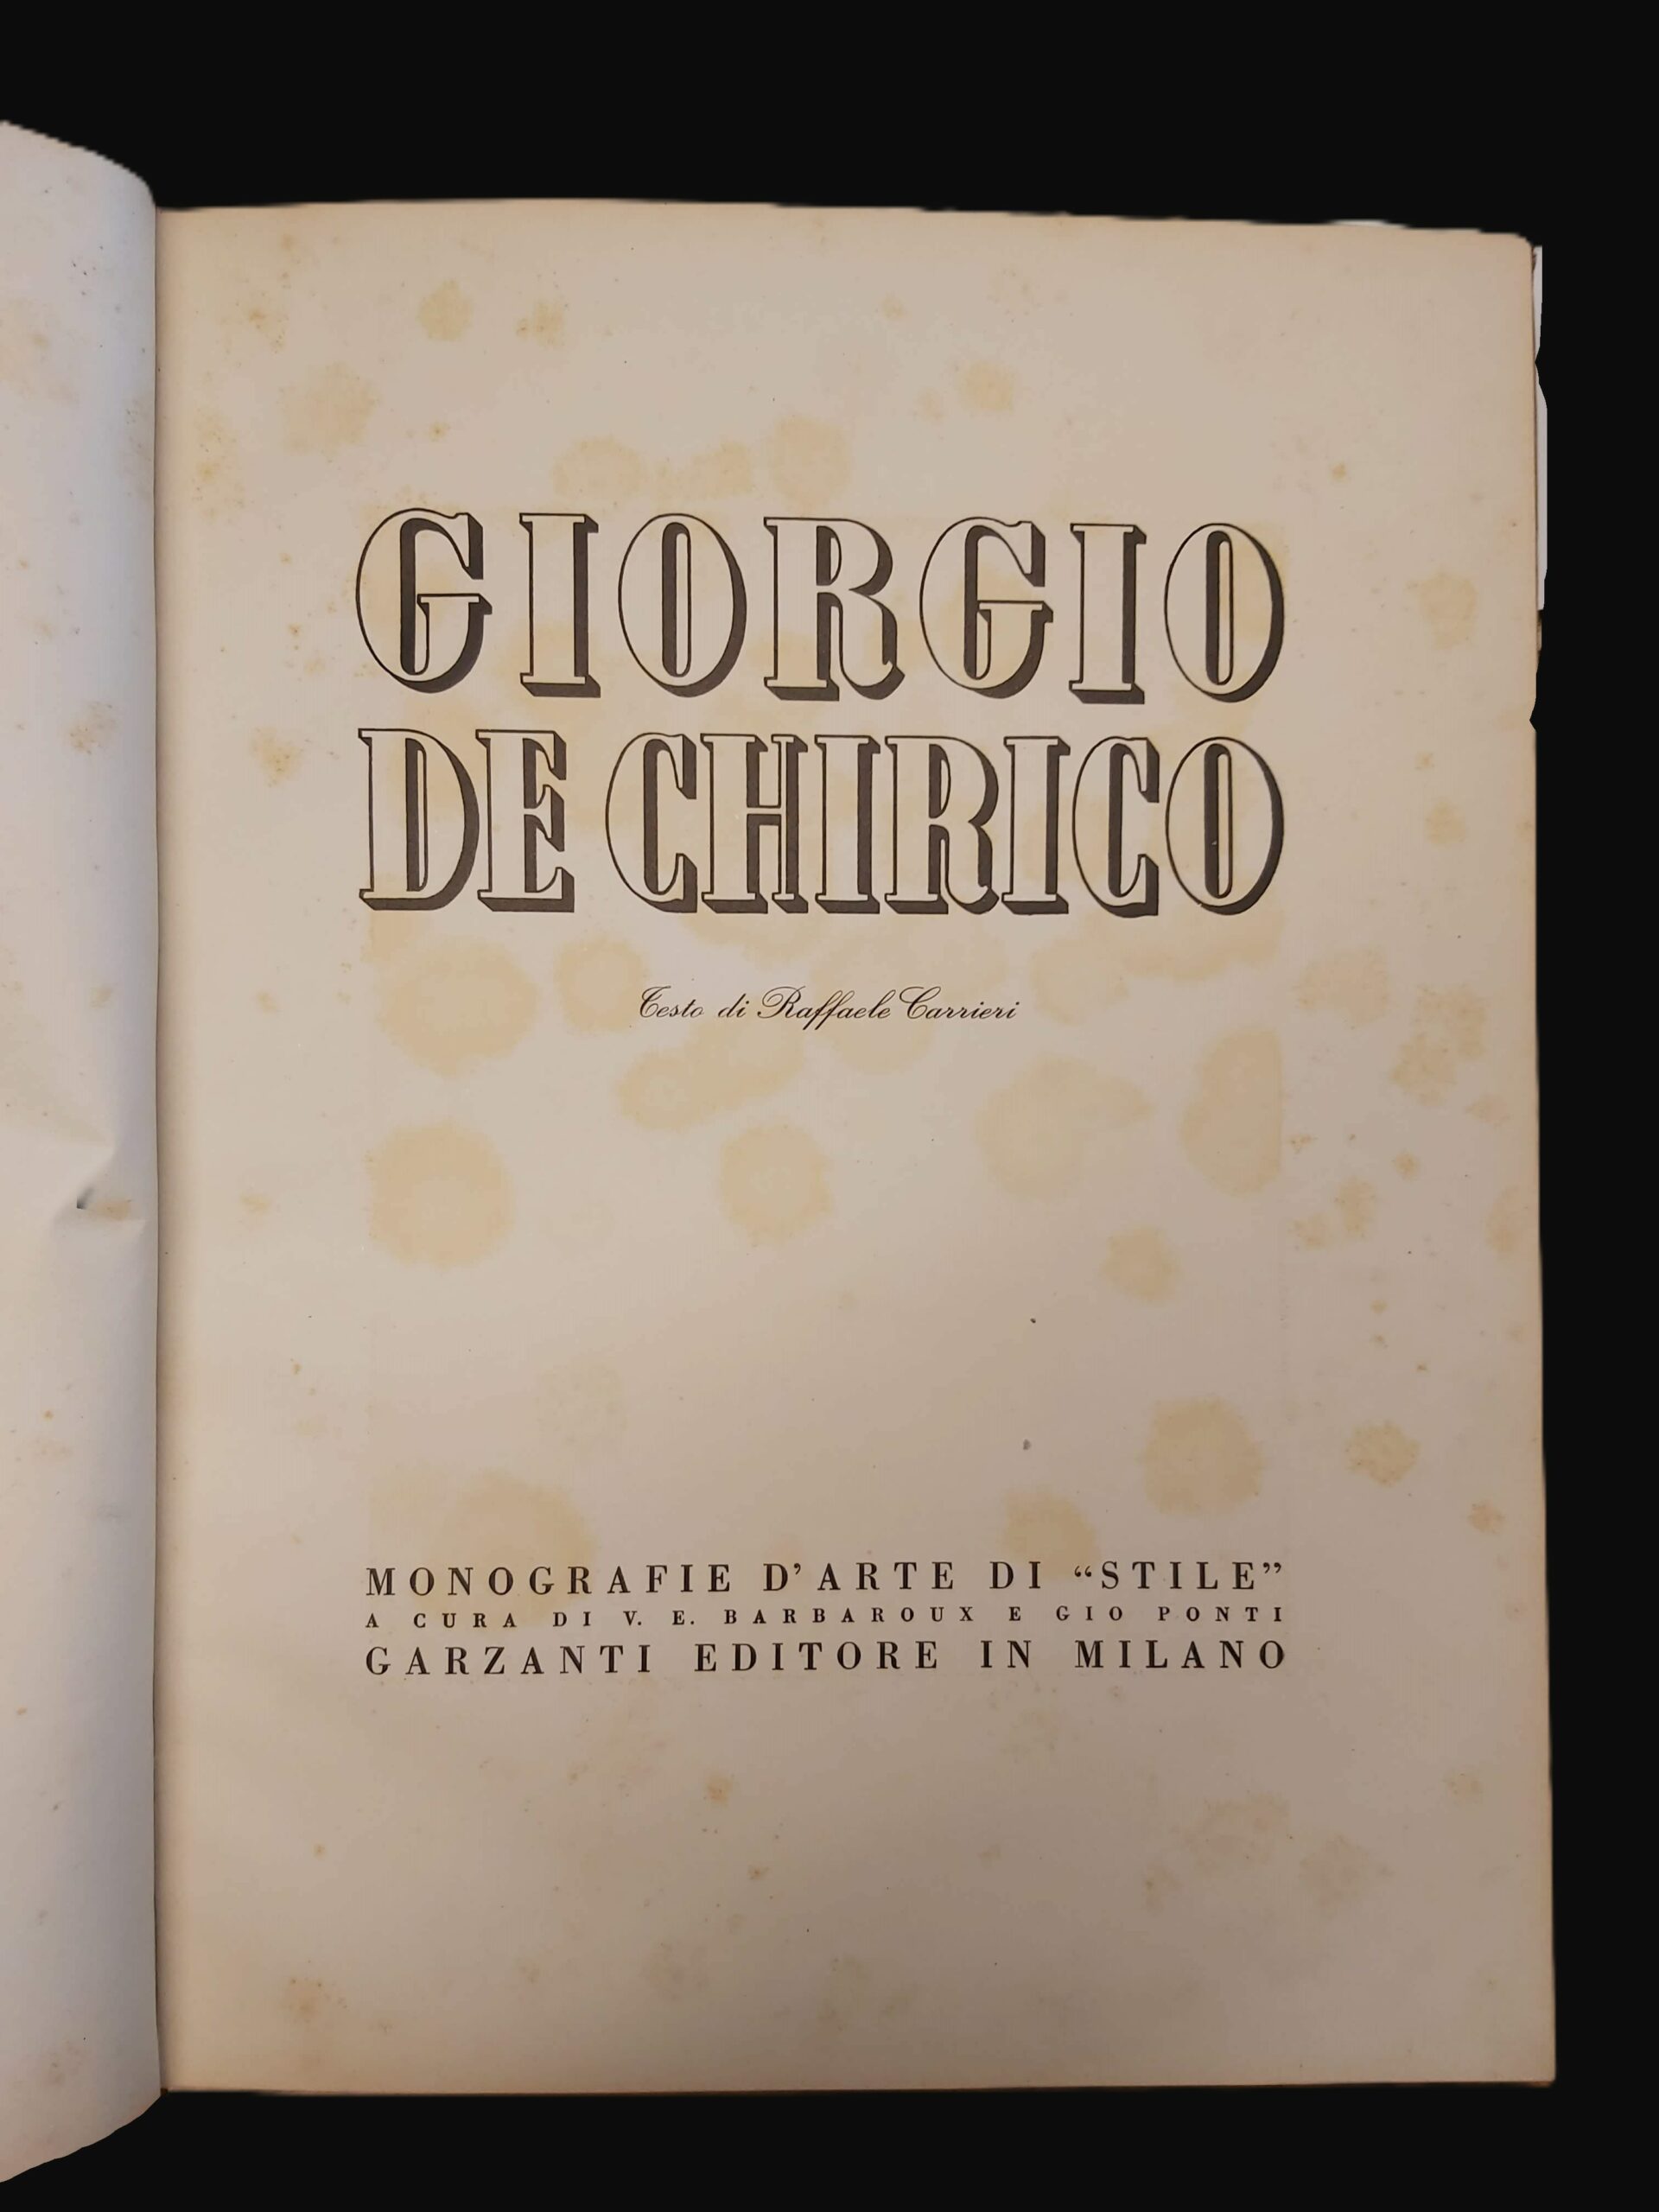 GIORGIO
DE CHIRICO
Testo di Raffaele Carrieri
MONOGRAFIE D'ARTE DI “STILE”
A CURA DI V. E. BARBAROUX E GIO PONTI
GARZANTI EDITORE IN MILANO